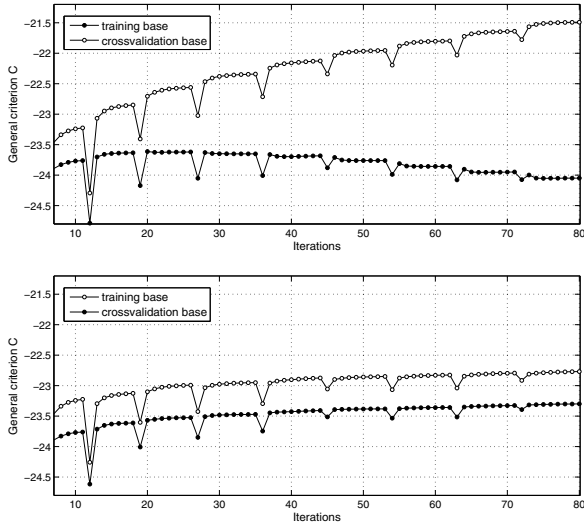 −21.5
−22
−22.5
−23
−23.5
−24
−24.5
General criterion C
training base
crossvalidation base
10 20 30 40 50 60 70 80
Iterations
−21.5
−22
−22.5
−23
−23.5
−24
−24.5
General criterion C
training base
crossvalidation base
10 20 30 40 50 60 70 80
Iterations